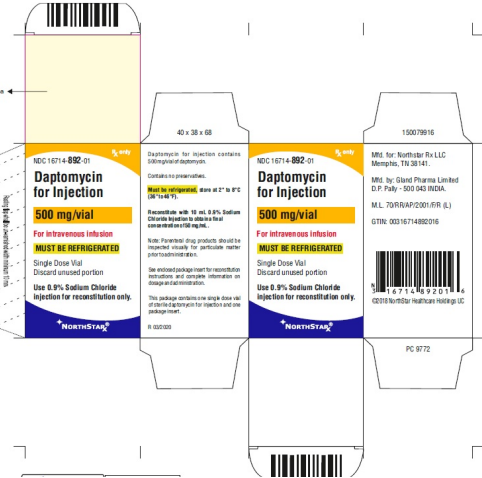 40 x 38 x 68
150079916
Rx only
NDC 16714-892-01
Daptomycin
for Injection
500 mg/vial
For intravenous infusion
MUST BE REFRIGERATED
Single Dose Vial
Discard unused portion
Use 0.9% Sodium Chloride
injection for reconstitution only.
NORTHSTARx®
Daptomycin for injection contains
500 mg/vial of daptomycin.
Contains no preservatives.
Must be refrigerated, store at 2° to 8°C
(36° to 46°F).
Reconstitute with 10 mL 0.9% Sodium
Chloride Injection to obtain a final
concentration of 50 mg/mL.
Note: Parenteral drug products should be
inspected visually for particulate matter
prior to administration.
See enclosed package insert for reconstitution
instructions and complete information on
dosage and administration.
This package contains one single dose vial
of sterile daptomycin for injection and one
package insert.
Rx only
NDC 16714-892-01
Daptomycin
for Injection
500 mg/vial
For intravenous infusion
MUST BE REFRIGERATED
Single Dose Vial
Discard unused portion
Use 0.9% Sodium Chloride
injection for reconstitution only.
NORTHSTARx®
Mfd. for: Northstar Rx LLC
Memphis, TN 38141.
Mfd. by: Gland Pharma Limited
D.P. Pally - 500 043 INDIA.
M.L. 70/RR/AP/2001/F/R (L)
GTIN: 00316714892016
N
3 16714 89201 6
©2018 NorthStar Healthcare Holdings UC
PC 9772